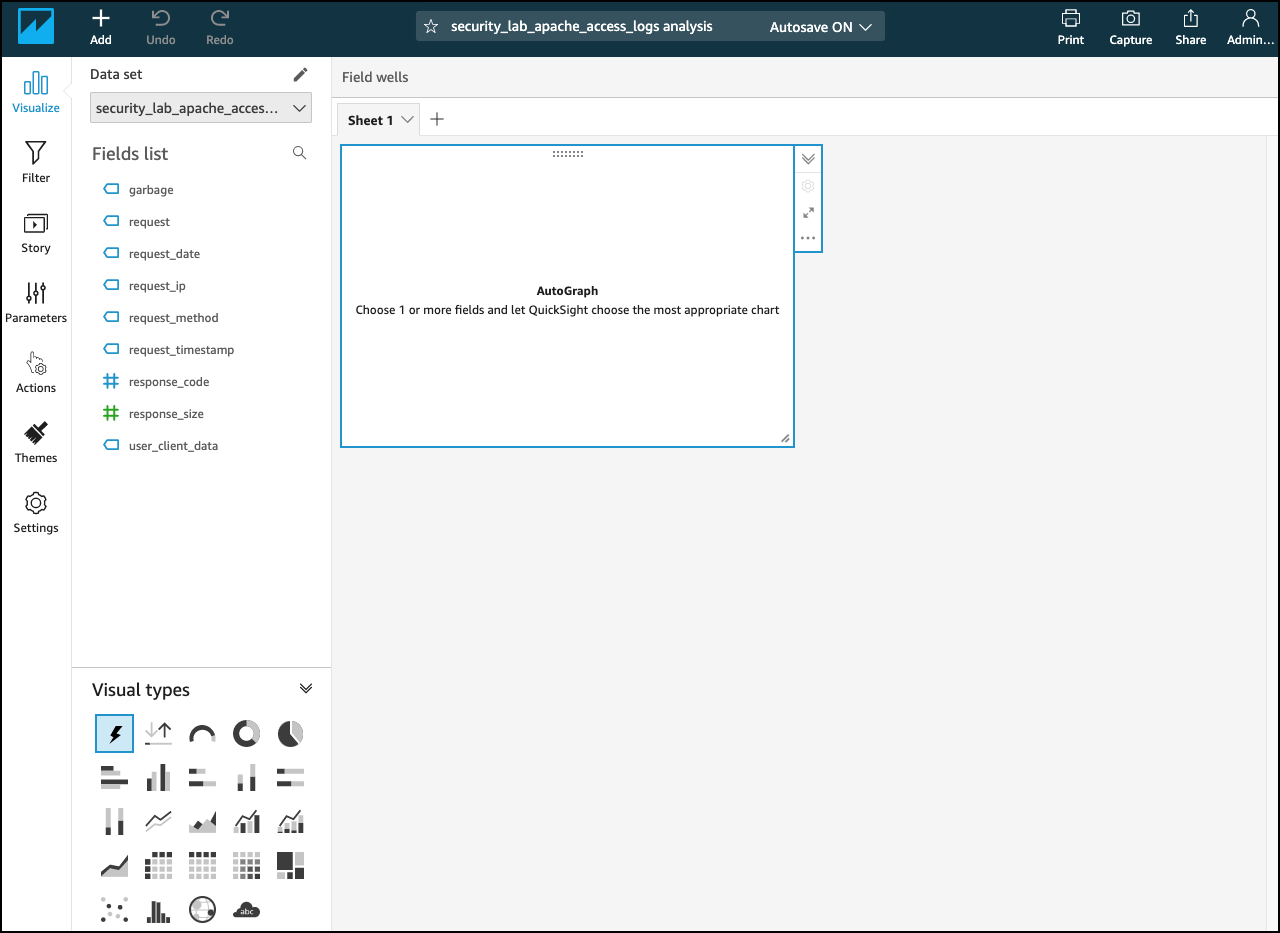 Add
Undo
Redo
security_lab_apache_access_logs analysis
Autosave ON
Print
Capture
Share
Admin...
Visualize
Filter
Story
Parameters
Actions
Themes
Settings
Data set
security_lab_apache_acces...
Fields list
garbage
request
request_date
request_ip
request_method
request_timestamp
response_code
response_size
user_client_data
Visual types
abc
Field wells
Sheet 1
AutoGraph
Choose 1 or more fields and let QuickSight choose the most appropriate chart